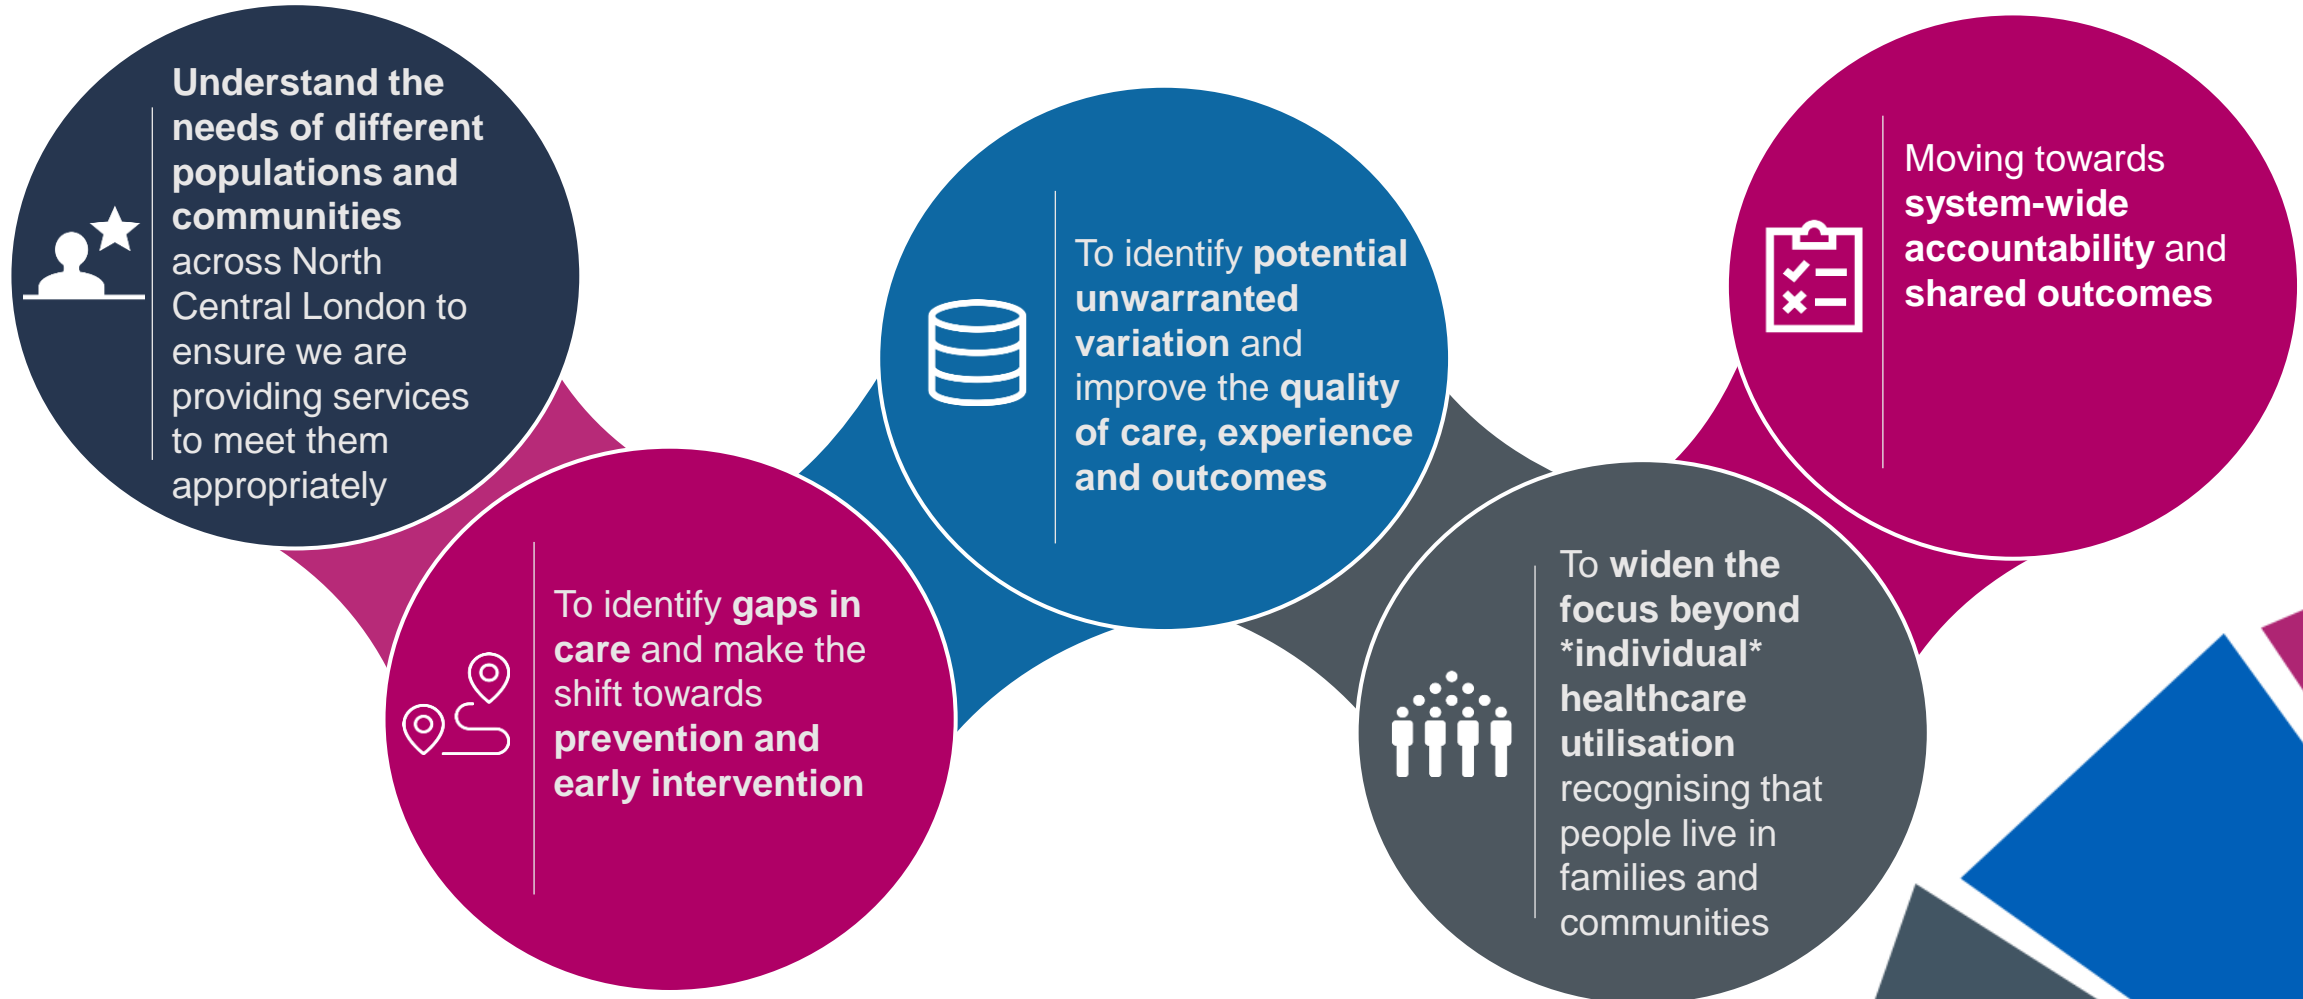 Understand the
needs of different
populations and
communities
across North
Central London to
ensure we are
providing services
to meet them
appropriately
To identify gaps in
care and make the
shift towards
prevention and
early intervention
To identify potential
unwarranted
variation and
improve the quality
of care, experience
and outcomes
To widen the
focus beyond
*individual*
healthcare
utilisation
recognising that
people live in
families and
communities
Moving towards
system-wide
accountability and
shared outcomes